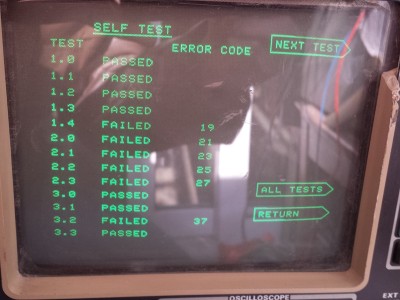 SELF TEST
TEST ERROR CODE NEXT TEST
1.0 PASSED
1.1 PASSED
1.2 PASSED
1.3 PASSED
1.4 FAILED 19
2.0 FAILED 21
2.1 FAILED 23
2.2 FAILED 25
2.3 FAILED 27
ALL TESTS
3.0 PASSED
3.1 PASSED
RETURN
3.2 FAILED 37
3.3 PASSED
OSCILLOSCOPE
EXT